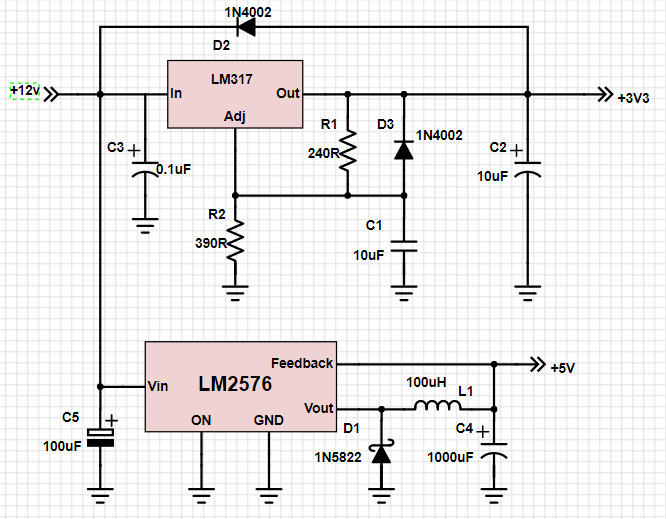 1N4002
D2
+12v
LM317
In
Out
Adj
+3V3
C3
0.1uF
R1
240R
D3
1N4002
C2
10uF
R2
390R
C1
10uF
Feedback
+5V
Vin
LM2576
100uH
L1
Vout
ON
GND
C5
100uF
D1
1N5822
C4
1000uF